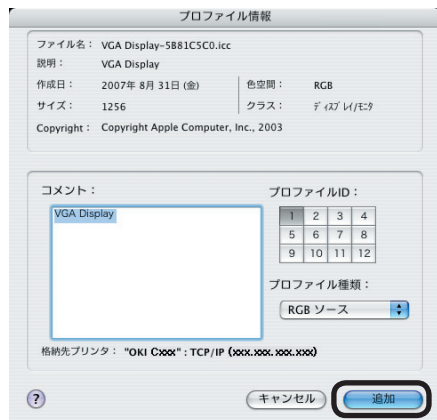 プロファイル情報
ファイル名： VGA Display-5B81C5C0.icc
説明： VGA Display
作成日： 2007年 8月 31日 (金) 色空間： RGB
サイズ： 1256 クラス： ﾃﾞｨｽﾌﾟﾚｲ/ﾓﾆﾀ
Copyright： Copyright Apple Computer, Inc., 2003
コメント： プロファイルID：
VGA Display
1 2 3 4
5 6 7 8
9 10 11 12
プロファイル種類：
RGB ソース
格納先プリンタ： "OKI Cxxx" : TCP/IP (xxx.xxx.xxx.xxx)
? キャンセル 追加